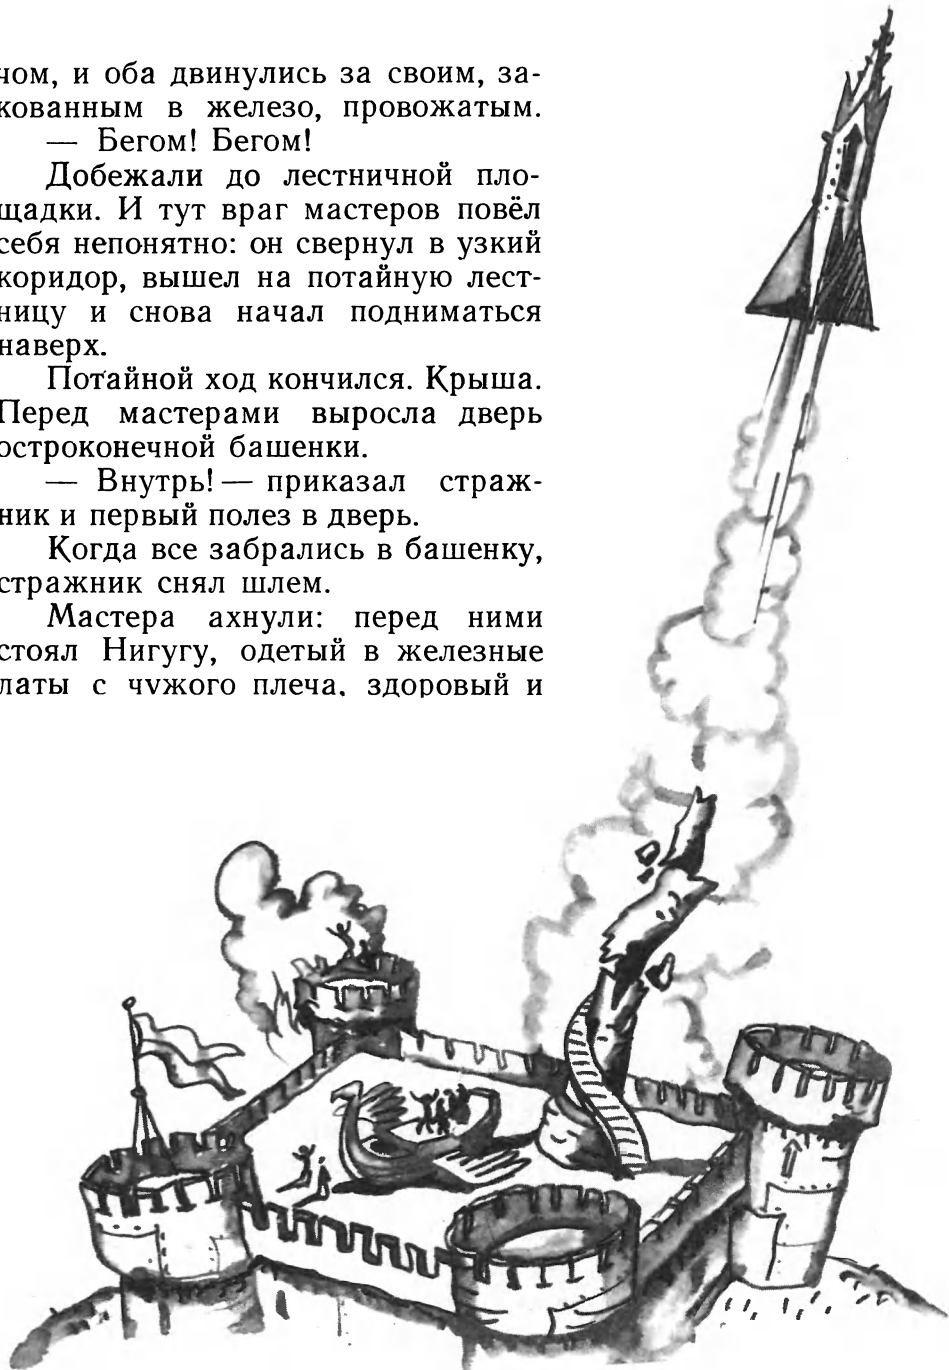 чом, и оба двинулись за своим, за-
кованным в железо, провожатым.
— Бегом! Бегом!
Добежали до лестничной пло-
щадки. И тут враг мастеров повёл
себя непонятно: он свернул в узкий
коридор, вышел на потайную лест-
ницу и снова начал подниматься
наверх.
Потайной ход кончился. Крыша.
Перед мастерами выросла дверь
остроконечной башенки.
— Внутрь! — приказал страж-
ник и первый полез в дверь.
Когда все забрались в башенку,
стражник снял шлем.
Мастера ахнули: перед ними
стоял Нигугу, одетый в железные
латы с чужого плеча, здоровый и